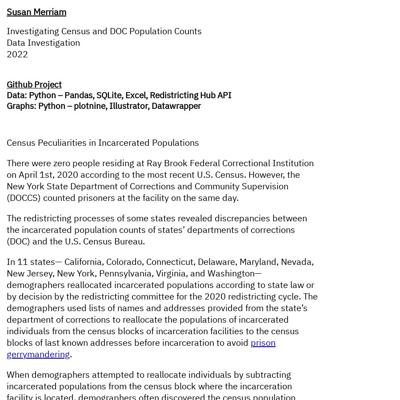 Susan Merriam
Investigating Census and DOC Population Counts
Data Investigation
2022
Github Project
Data: Python – Pandas, SQLite, Excel, Redistricting Hub API
Graphs: Python – plotnine, Illustrator, Datawrapper
Census Peculiarities in Incarcerated Populations
There were zero people residing at Ray Brook Federal Correctional Institution
on April 1st, 2020 according to the most recent U.S. Census. However, the
New York State Department of Corrections and Community Supervision
(DOCCS) counted prisoners at the facility on the same day.
The redistricting processes of some states revealed discrepancies between
the incarcerated population counts of states’ departments of corrections
(DOC) and the U.S. Census Bureau.
In 11 states— California, Colorado, Connecticut, Delaware, Maryland, Nevada,
New Jersey, New York, Pennsylvania, Virginia, and Washington—
demographers reallocated incarcerated populations according to state law or
by decision by the redistricting committee for the 2020 redistricting cycle. The
demographers used lists of names and addresses provided from the state’s
department of corrections to reallocate the populations of incarcerated
individuals from the census blocks of incarceration facilities to the census
blocks of last known addresses before incarceration to avoid prison
gerrymandering.
When demographers attempted to reallocate individuals by subtracting
incarcerated populations from the census block where the incarceration
facility is located, demographers often discovered the census population